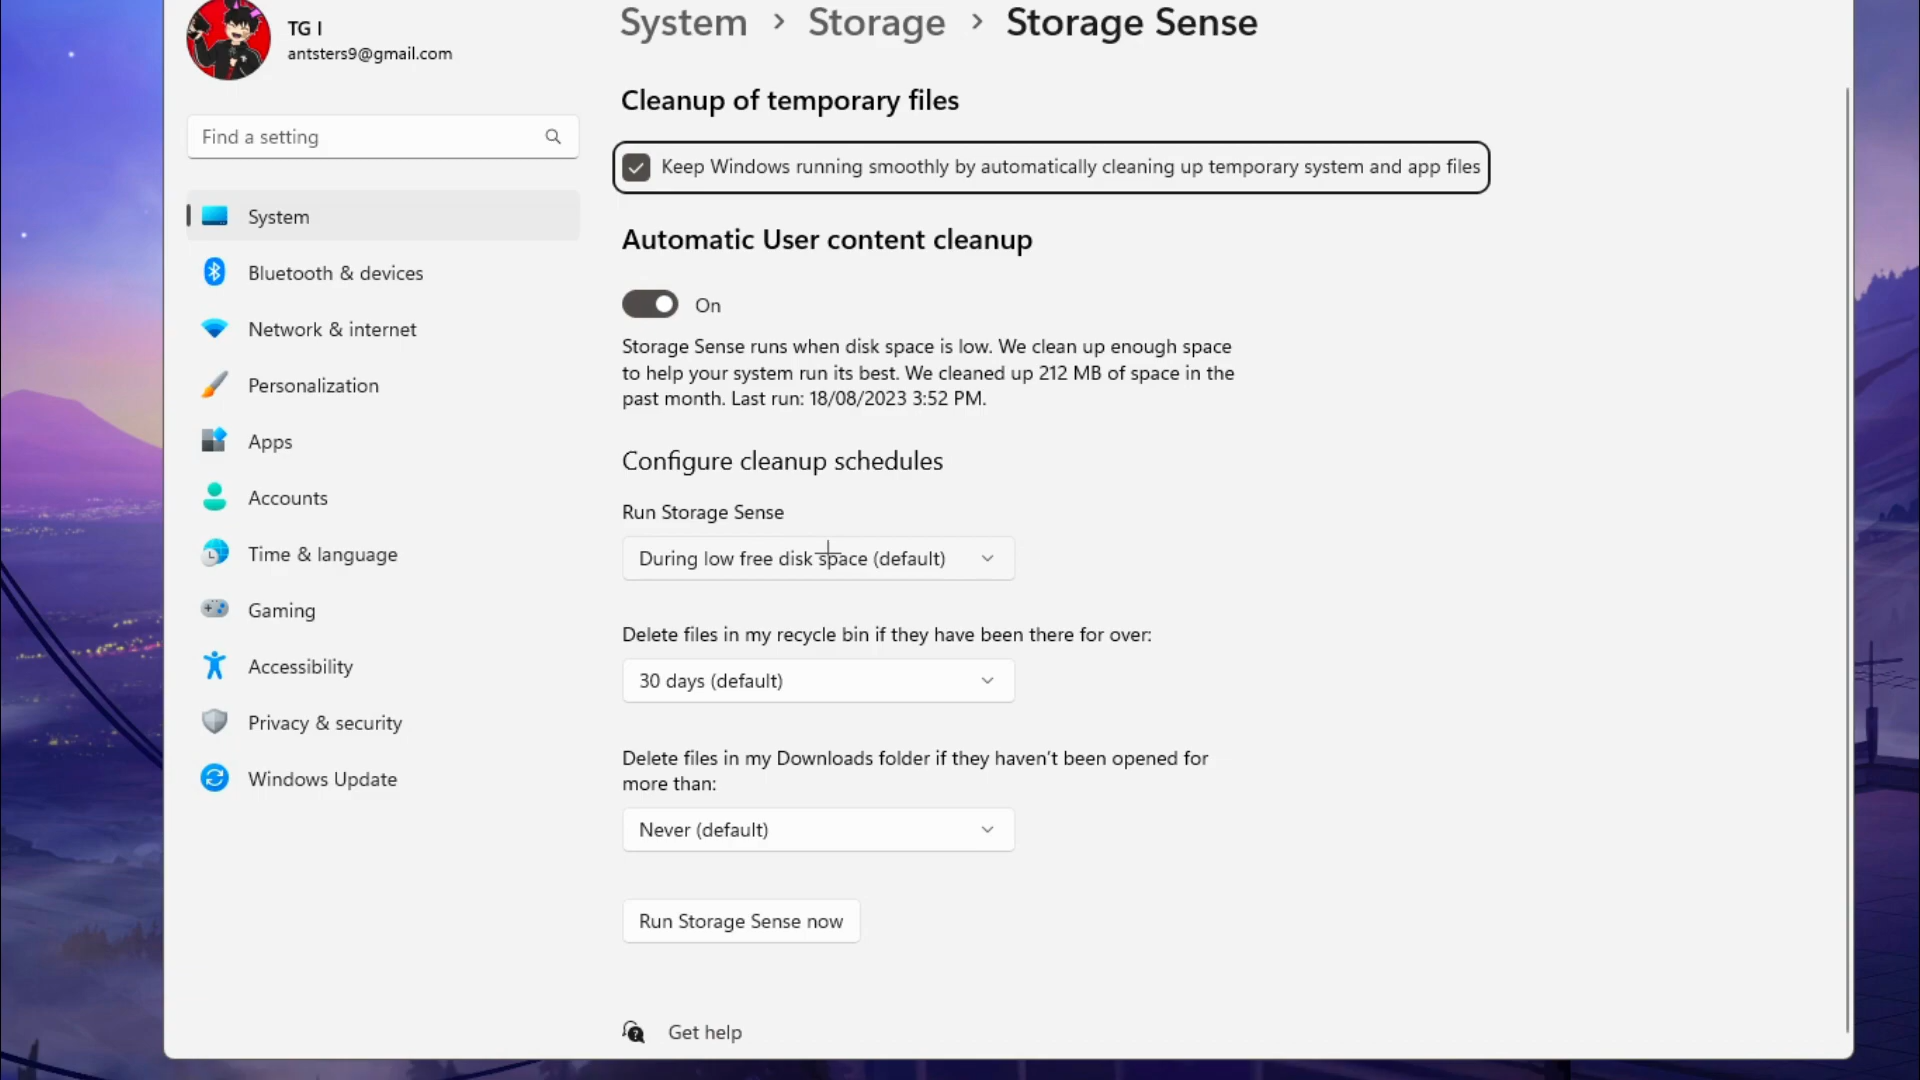 TG I
antsters9@gmail.com
System > Storage > Storage Sense
Find a setting
System
Bluetooth & devices
Network & internet
Personalization
Apps
Accounts
Time & language
Gaming
Accessibility
Privacy & security
Windows Update
Cleanup of temporary files
Keep Windows running smoothly by automatically cleaning up temporary system and app files
Automatic User content cleanup
On
Storage Sense runs when disk space is low. We clean up enough space
to help your system run its best. We cleaned up 212 MB of space in the
past month. Last run: 18/08/2023 3:52 PM.
Configure cleanup schedules
Run Storage Sense
During low free disk space (default)
Delete files in my recycle bin if they have been there for over:
30 days (default)
Delete files in my Downloads folder if they haven’t been opened for
more than:
Never (default)
Run Storage Sense now
Get help